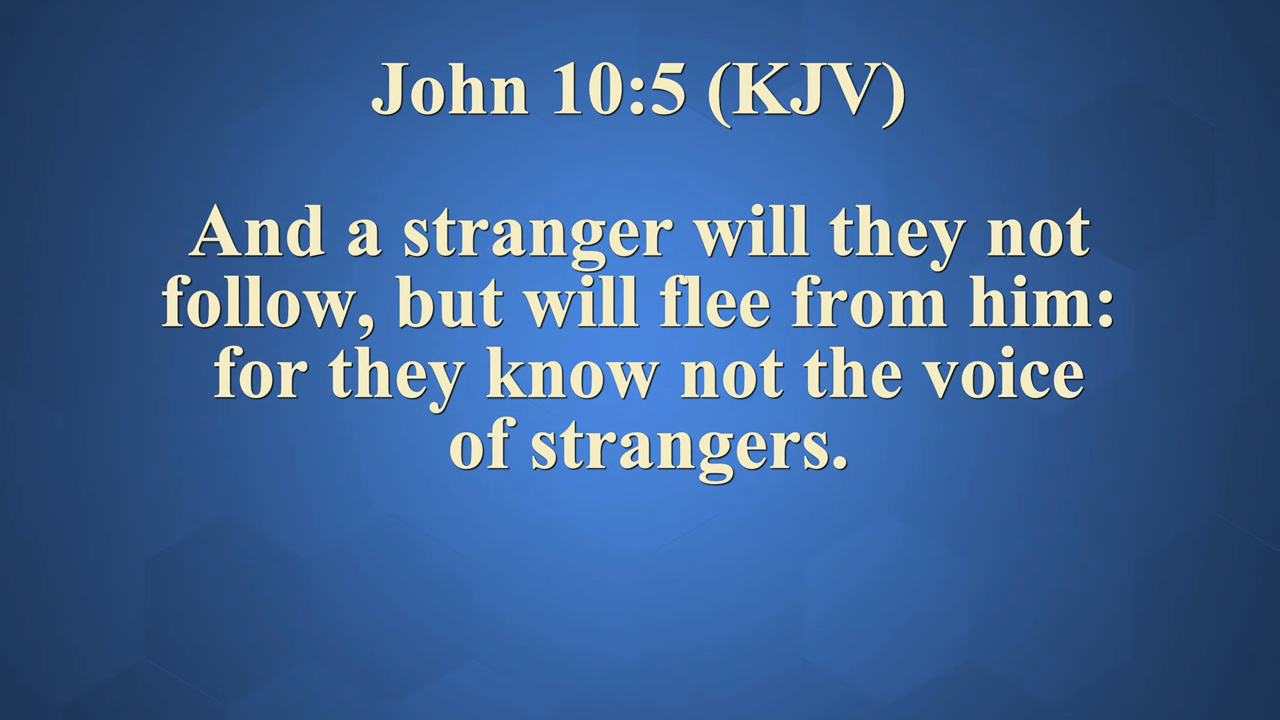 John 10:5 (KJV)
And a stranger will they not
follow, but will flee from him:
for they know not the voice
of strangers.